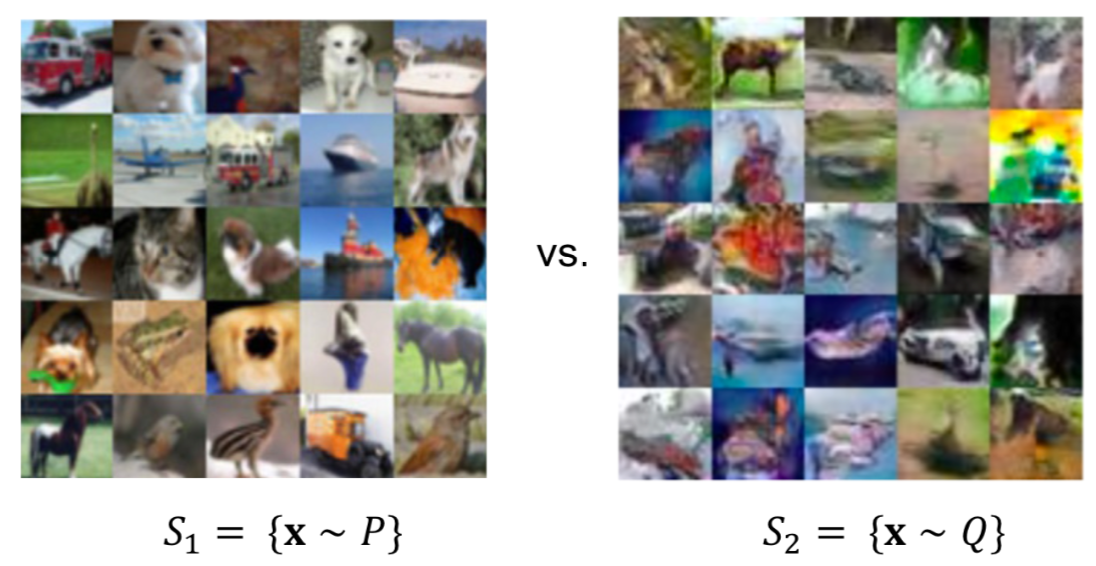 vs.
S₁ = {𝐱 ~ P}
S₂ = {𝐱 ~ Q}